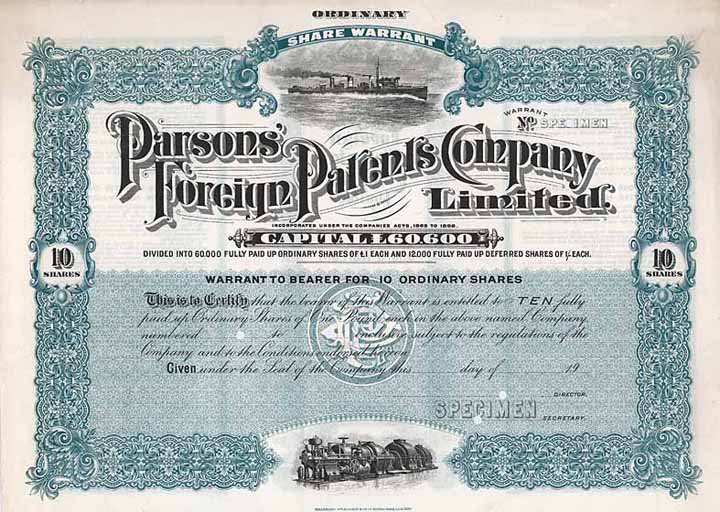 ORDINARY
SHARE WARRANT
WARRANT
No. SPECIMEN
Parsons'
Foreign Patents Company
Limited.
INCORPORATED UNDER THE COMPANIES ACTS, 1862 TO 1898.
CAPITAL £60600
DIVIDED INTO 60.000 FULLY PAID UP ORDINARY SHARES OF £1 EACH AND 12.000 FULLY PAID UP DEFERRED SHARES OF 1/- EACH.
10 SHARES
10 SHARES
WARRANT TO BEARER FOR 10 ORDINARY SHARES
This is to Certify that the bearer of this Warrant is entitled to TEN fully
paid up Ordinary Shares of One Pound each in the above named Company
numbered to inclusive subject to the regulations of the
Company and to the Conditions endorsed hereon
Given under the Seal of the Company this day of 19
DIRECTOR.
SPECIMEN
SECRETARY.